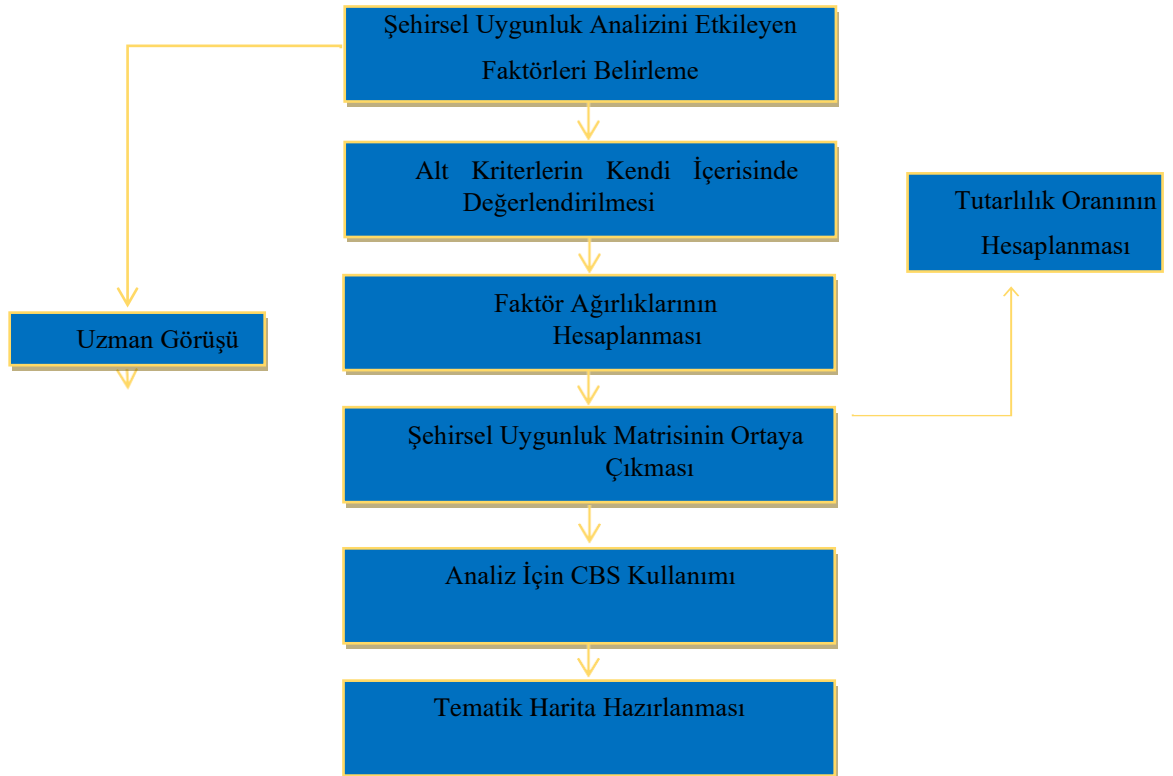 Şehirsel Uygunluk Analizini Etkileyen
Faktörleri Belirleme
Alt Kriterlerin Kendi İçerisinde
Değerlendirilmesi
Tutarlılık Oranının
Hesaplanması
Faktör Ağırlıklarının
Hesaplanması
Uzman Görüşü
Şehirsel Uygunluk Matrisinin Ortaya
Çıkması
Analiz İçin CBS Kullanımı
Tematik Harita Hazırlanması